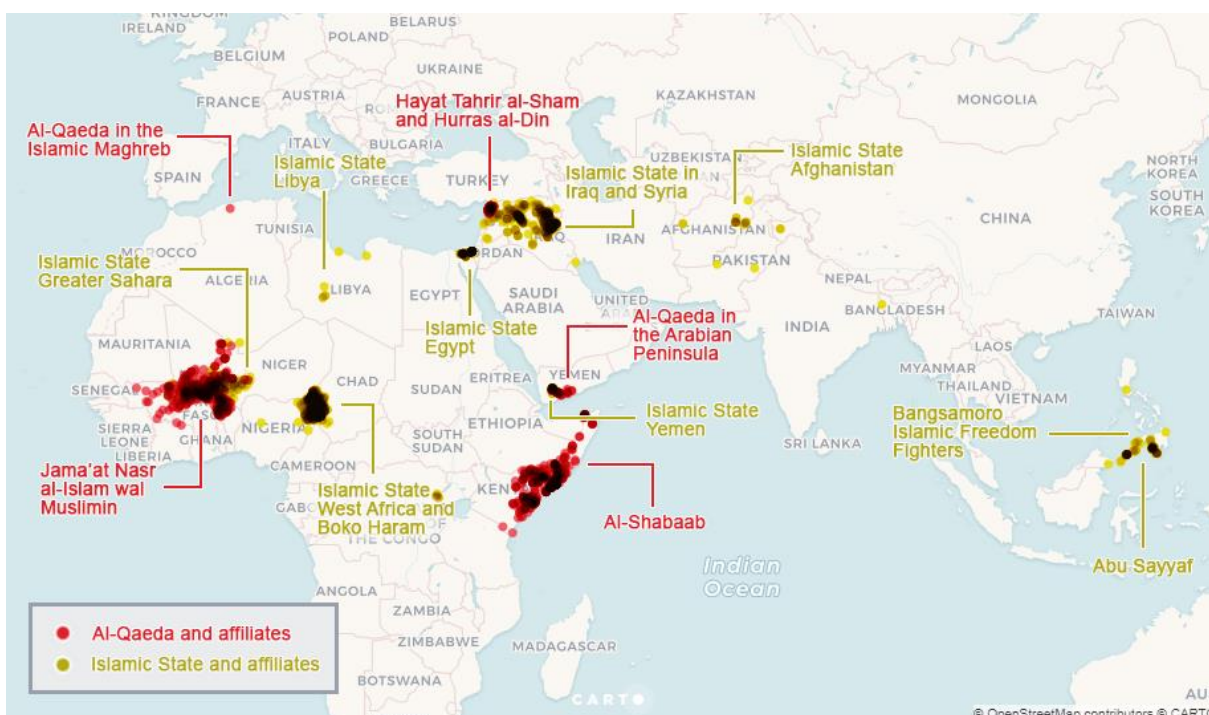 KINGDOM
IRELAND
BELARUS
POLAND
BELGIUM
UKRAINE
FRANCE
AUSTRIA
KAZAKHSTAN
MONGOLIA
Al-Qaeda in the
Islamic Maghreb
Hayat Tahrir al-Sham
and Hurras al-Din
ITALY
BULGARIA
SPAIN
Islamic State
Libya
GREECE
TURKEY
Islamic State in
Iraq and Syria
UZBEKISTAN
Islamic State
Afghanistan
NORTH
KOREA
SOUTH
KOREA
CHINA
TUNISIA
MOROCCO
IRAN
AFGHANISTAN
PAKISTAN
Islamic State
Greater Sahara
ALGERIA
LIBYA
EGYPT
SAUDI
ARABIA
UNITED
NEPAL
BANGLADESH
TAIWAN
INDIA
Islamic State
Egypt
Al-Qaeda in
the Arabian
Peninsula
MAURITANIA
NIGER
CHAD
SUDAN
ERITREA
YEMEN
MYANMAR
LAOS
THAILAND
VIETNAM
SENEGAL
FASO
NIGERIA
GHANA
SIERRA
LEONE
LIBERIA
ETHIOPIA
SOUTH
SUDAN
Islamic State
Yemen
SRI LANKA
Bangsamoro
Islamic Freedom
Fighters
CAMEROON
Jama'at Nasr
al-Islam wal
Muslimin
Islamic State
West Africa and
Boko Haram
GAB
THE CONGO
KEN
Al-Shabaab
Indian
Ocean
Abu Sayyaf
ANGOLA
ZAMBIA
ZIMBABWE
MADAGASCAR
BOTSWANA
Al-Qaeda and affiliates
Islamic State and affiliates
CARTO
AU
© OpenStreetMap contributors © CARTO